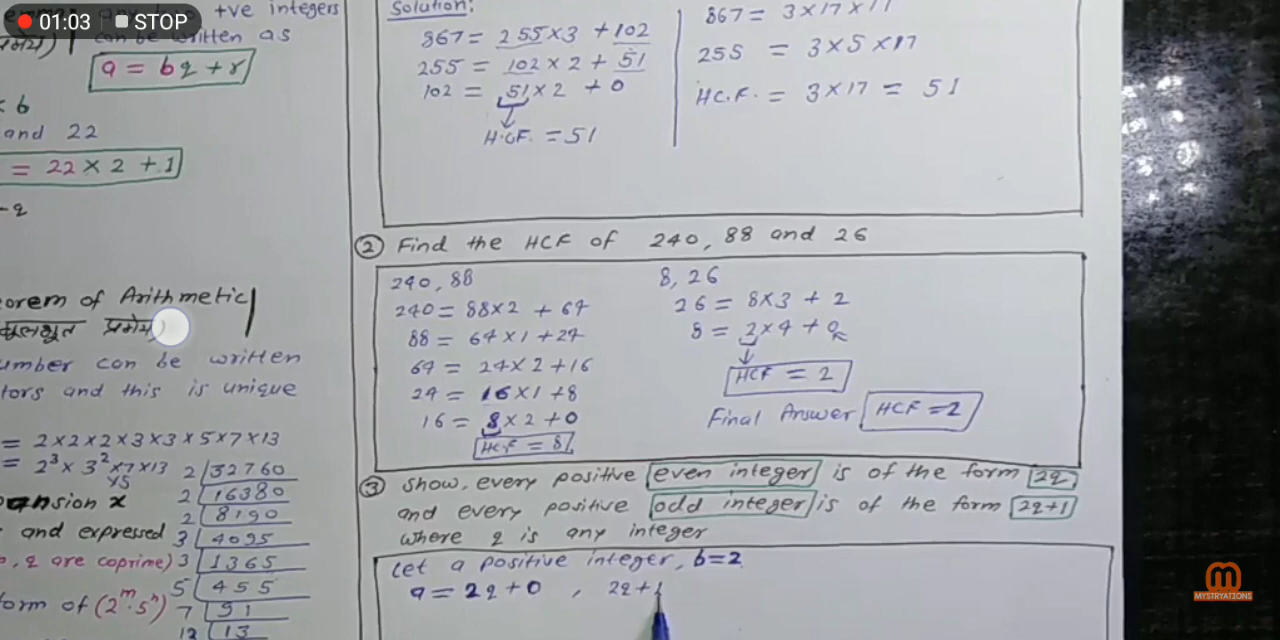 01:03 STOP
+ve integers
can be written as
a = bq + r
< b
and 22
= 22 × 2 + 1
- q
orem of Arithmetic
मूलभूत प्रमेय)
umber can be written
tors and this is unique
= 2×2×2×3×3×5×7×13
= 2³ × 3² ×7×13
×5
2 32760
2 16380
2 8190
3 4095
3 1365
5 455
7 91
13 13
ansion x
and expressed
, q are coprime)
form of (2ᵐ·5ⁿ)
Solution:
867 = 255×3 + 102
255 = 102 × 2 + 51
102 = 51 × 2 + 0
H.CF. = 51
867 = 3×17×17
255 = 3×5×17
H.C.F. = 3×17 = 51
② Find the HCF of 240, 88 and 26
240, 88
240 = 88×2 + 64
88 = 64×1+24
64 = 24×2+16
24 = 16×1+8
16 = 8×2+0
HCF = 8
8, 26
26 = 8×3 + 2
8 = 2×4+0
HCF = 2
Final Answer HCF = 2
③ Show, every positive even integer is of the form 2q
and every positive odd integer is of the form 2q+1
where q is any integer
Let a positive integer, b=2
a = 2q+0 , 2q+1
MYSTRYATIONS